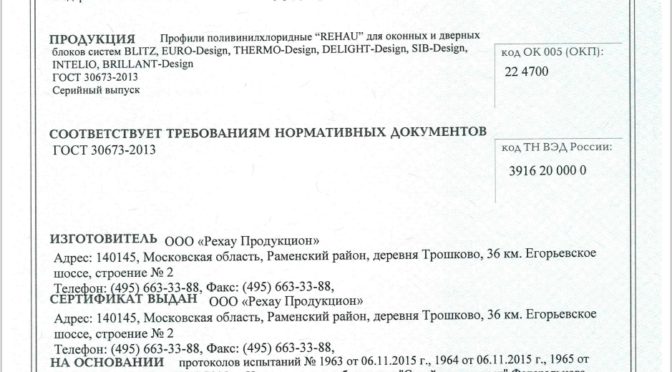 ПРОДУКЦИЯ Профили поливинилхлоридные “REHAU” для оконных и дверных
блоков систем BLITZ, EURO-Design, THERMO-Design, DELIGHT-Design, SIB-Design,
INTELIO, BRILLANT-Design
ГОСТ 30673-2013
Серийный выпуск
код ОК 005 (ОКП):
22 4700
СООТВЕТСТВУЕТ ТРЕБОВАНИЯМ НОРМАТИВНЫХ ДОКУМЕНТОВ
ГОСТ 30673-2013
код ТН ВЭД России:
3916 20 000 0
ИЗГОТОВИТЕЛЬ ООО «Рехау Продукцион»
Адрес: 140145, Московская область, Раменский район, деревня Трошково, 36 км. Егорьевское
шоссе, строение № 2
Телефон: (495) 663-33-88, Факс: (495) 663-33-88,
СЕРТИФИКАТ ВЫДАН ООО «Рехау Продукцион»
Адрес: 140145, Московская область, Раменский район, деревня Трошково, 36 км. Егорьевское
шоссе, строение № 2
Телефон: (495) 663-33-88, Факс: (495) 663-33-88,
НА ОСНОВАНИИ протоколов испытаний № 1963 от 06.11.2015 г., 1964 от 06.11.2015 г., 1965 от